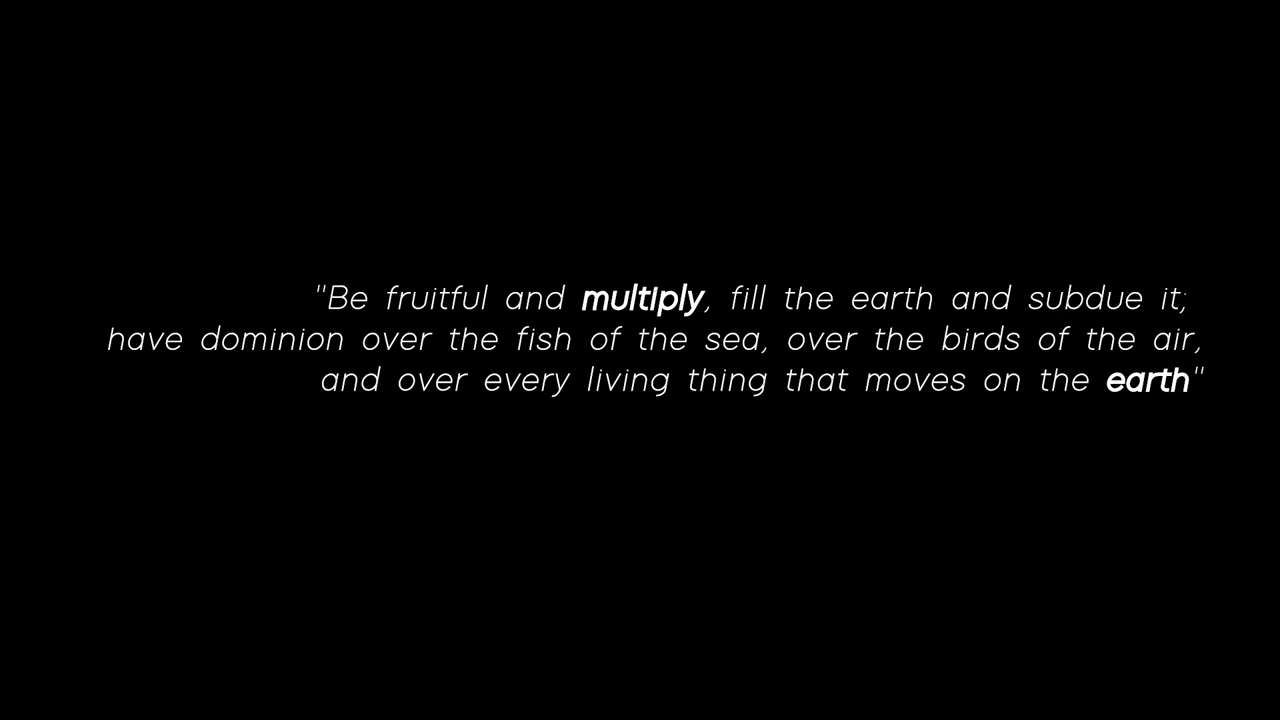 "Be fruitful and multiply, fill the earth and subdue it;
have dominion over the fish of the sea, over the birds of the air,
and over every living thing that moves on the earth"